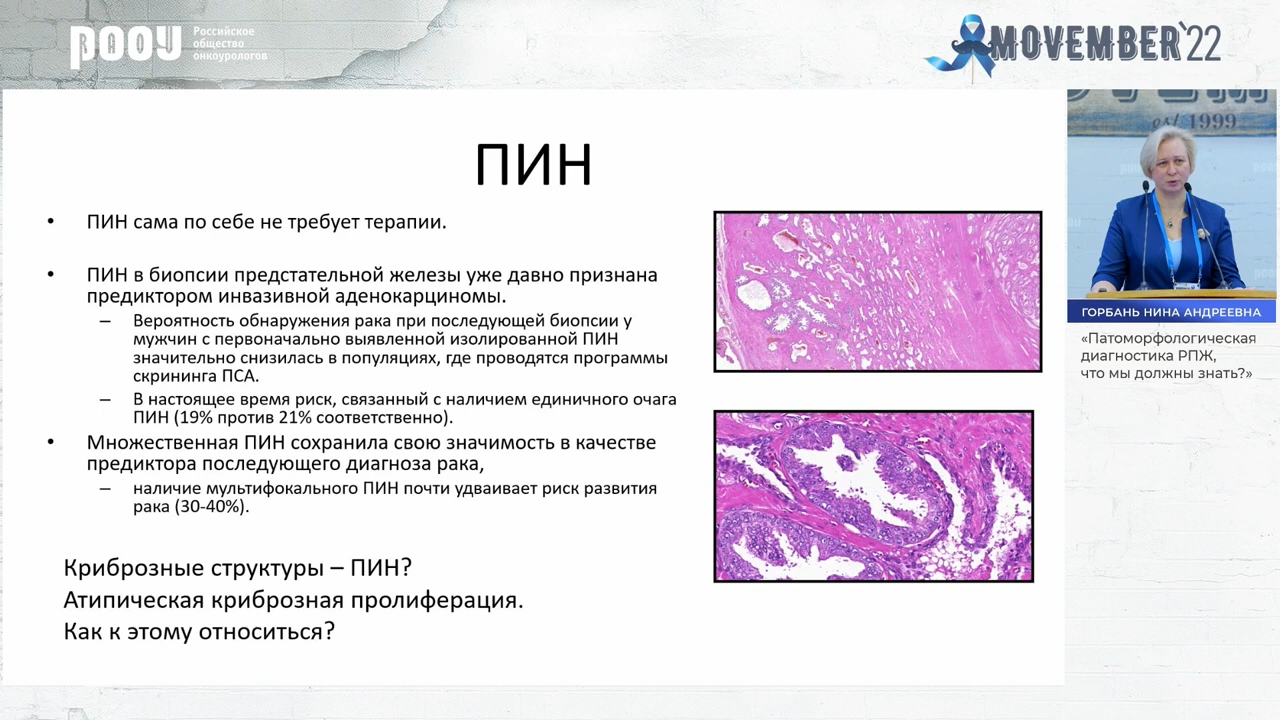 РООУ
Российское
общество
онкоурологов
MOVEMBER'22
ПИН
• ПИН сама по себе не требует терапии.
• ПИН в биопсии предстательной железы уже давно признана
предиктором инвазивной аденокарциномы.
– Вероятность обнаружения рака при последующей биопсии у
мужчин с первоначально выявленной изолированной ПИН
значительно снизилась в популяциях, где проводятся программы
скрининга ПСА.
– В настоящее время риск, связанный с наличием единичного очага
ПИН (19% против 21% соответственно).
• Множественная ПИН сохранила свою значимость в качестве
предиктора последующего диагноза рака,
– наличие мультифокального ПИН почти удваивает риск развития
рака (30-40%).
Криброзные структуры – ПИН?
Атипическая криброзная пролиферация.
Как к этому относиться?
est 1999
ГОРБАНЬ НИНА АНДРЕЕВНА
«Патоморфологическая
диагностика РПЖ,
что мы должны знать?»